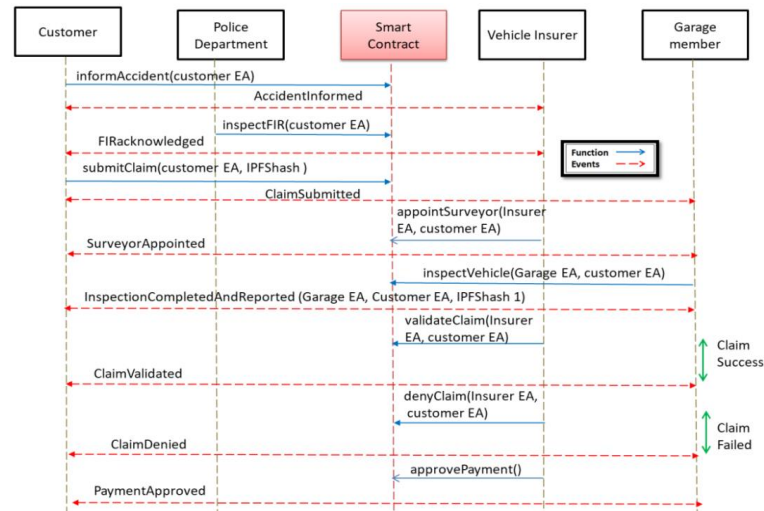 Customer
Police
Department
Smart
Contract
Vehicle Insurer
Garage
member
informAccident(customer EA)
AccidentInformed
inspectFIR(customer EA)
FIRacknowledged
Function
Events
submitClaim(customer EA, IPFShash )
ClaimSubmitted
appointSurveyor(Insurer
EA, customer EA)
SurveyorAppointed
inspectVehicle(Garage EA, customer EA)
InspectionCompletedAndReported (Garage EA, Customer EA, IPFSHash 1)
validateClaim(Insurer
EA, customer EA)
Claim
Success
ClaimValidated
denyClaim(Insurer EA,
customer EA)
Claim
Failed
ClaimDenied
approvePayment()
PaymentApproved